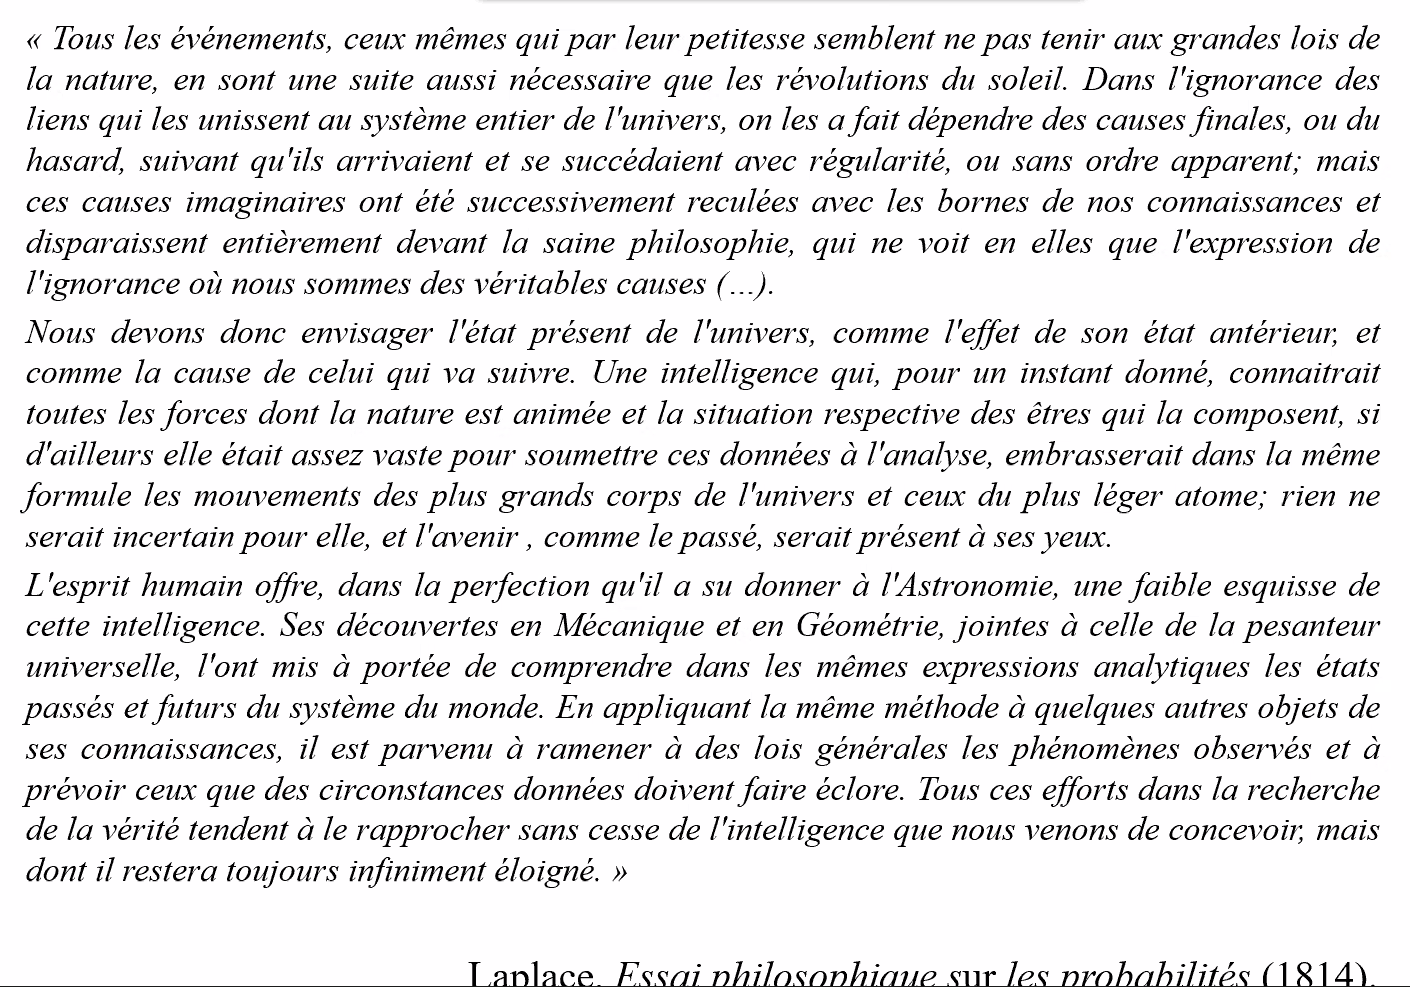 « Tous les événements, ceux mêmes qui par leur petitesse semblent ne pas tenir aux grandes lois de
la nature, en sont une suite aussi nécessaire que les révolutions du soleil. Dans l'ignorance des
liens qui les unissent au système entier de l'univers, on les a fait dépendre des causes finales, ou du
hasard, suivant qu'ils arrivaient et se succédaient avec régularité, ou sans ordre apparent; mais
ces causes imaginaires ont été successivement reculées avec les bornes de nos connaissances et
disparaissent entièrement devant la saine philosophie, qui ne voit en elles que l'expression de
l'ignorance où nous sommes des véritables causes (…).
Nous devons donc envisager l'état présent de l'univers, comme l'effet de son état antérieur, et
comme la cause de celui qui va suivre. Une intelligence qui, pour un instant donné, connaitrait
toutes les forces dont la nature est animée et la situation respective des êtres qui la composent, si
d'ailleurs elle était assez vaste pour soumettre ces données à l'analyse, embrasserait dans la même
formule les mouvements des plus grands corps de l'univers et ceux du plus léger atome; rien ne
serait incertain pour elle, et l'avenir , comme le passé, serait présent à ses yeux.
L'esprit humain offre, dans la perfection qu'il a su donner à l'Astronomie, une faible esquisse de
cette intelligence. Ses découvertes en Mécanique et en Géométrie, jointes à celle de la pesanteur
universelle, l'ont mis à portée de comprendre dans les mêmes expressions analytiques les états
passés et futurs du système du monde. En appliquant la même méthode à quelques autres objets de
ses connaissances, il est parvenu à ramener à des lois générales les phénomènes observés et à
prévoir ceux que des circonstances données doivent faire éclore. Tous ces efforts dans la recherche
de la vérité tendent à le rapprocher sans cesse de l'intelligence que nous venons de concevoir, mais
dont il restera toujours infiniment éloigné. »
Laplace, Essai philosophique sur les probabilités (1814).